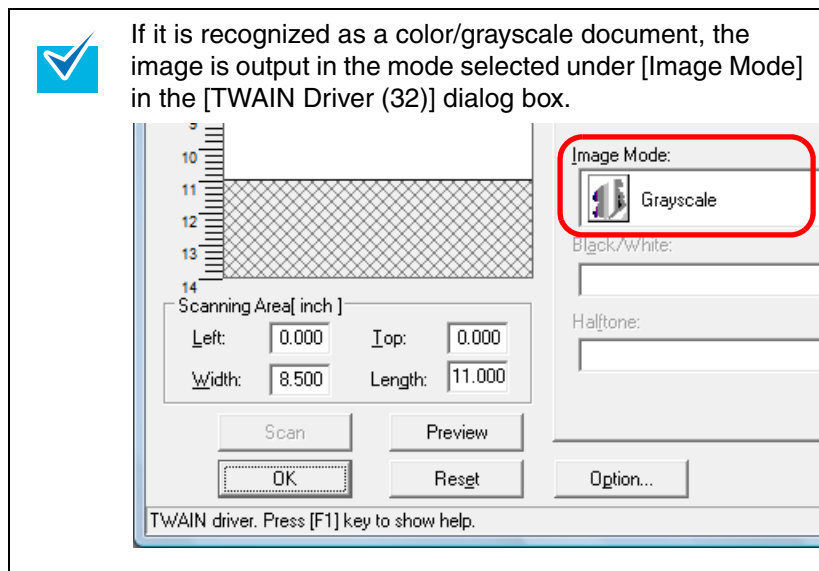 If it is recognized as a color/grayscale document, the
image is output in the mode selected under [Image Mode]
in the [TWAIN Driver (32)] dialog box.
9
10
11
12
13
14
Image Mode:
Grayscale
Black/White:
Halftone:
Scanning Area[ inch ]
Left: 0.000 Top: 0.000
Width: 8.500 Length: 11.000
Scan Preview
OK Reset Option...
TWAIN driver. Press [F1] key to show help.